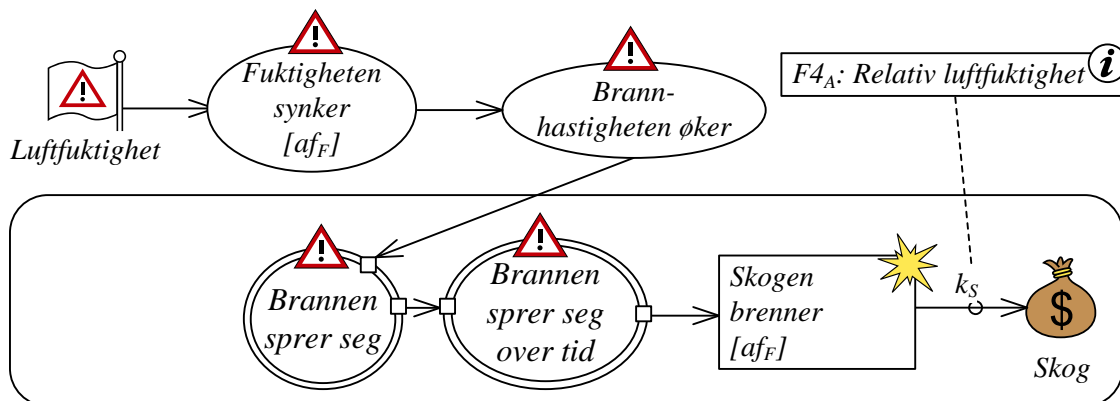 Luftfuktighet
Fuktigheten
synker
[af_F]
Brann-
hastigheten øker
F4_A: Relativ luftfuktighet
i
Brannen
sprer seg
Brannen
sprer seg
over tid
Skogen
brenner
[af_F]
k_S
$
Skog